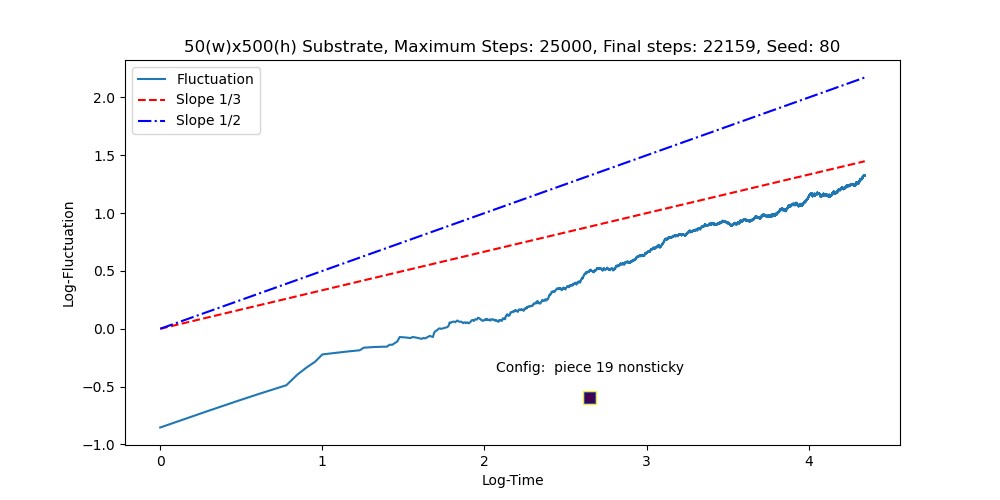 50(w)x500(h) Substrate, Maximum Steps: 25000, Final steps: 22159, Seed: 80
Fluctuation
Slope 1/3
Slope 1/2
2.0
1.5
1.0
0.5
0.0
−0.5
−1.0
Log-Fluctuation
Config:  piece 19 nonsticky
0 1 2 3 4
Log-Time